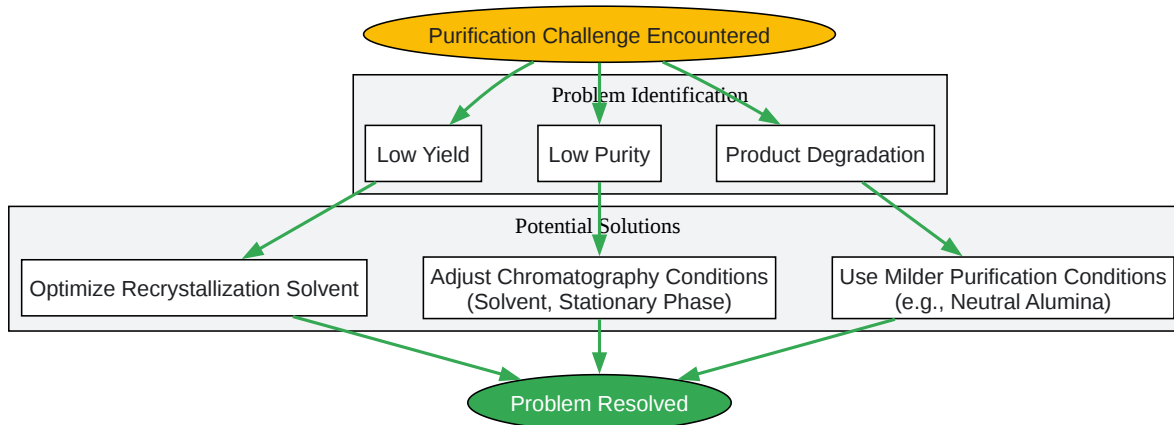 Purification Challenge Encountered
Problem Identification
Low Yield
Low Purity
Product Degradation
Potential Solutions
Optimize Recrystallization Solvent
Adjust Chromatography Conditions
(Solvent, Stationary Phase)
Use Milder Purification Conditions
(e.g., Neutral Alumina)
Problem Resolved